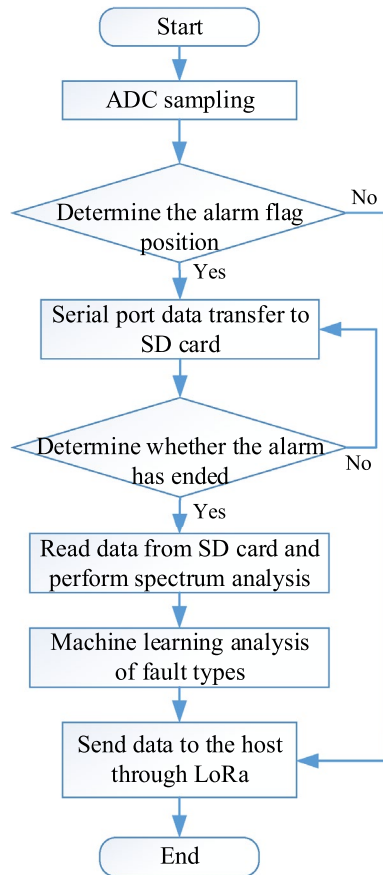 Start
ADC sampling
No
Determine the alarm flag
position
Yes
Serial port data transfer to
SD card
Determine whether the alarm
No
has ended
Yes
Read data from SD card and
perform spectrum analysis
Machine learning analysis
of fault types
Send data to the host
through LoRa
End